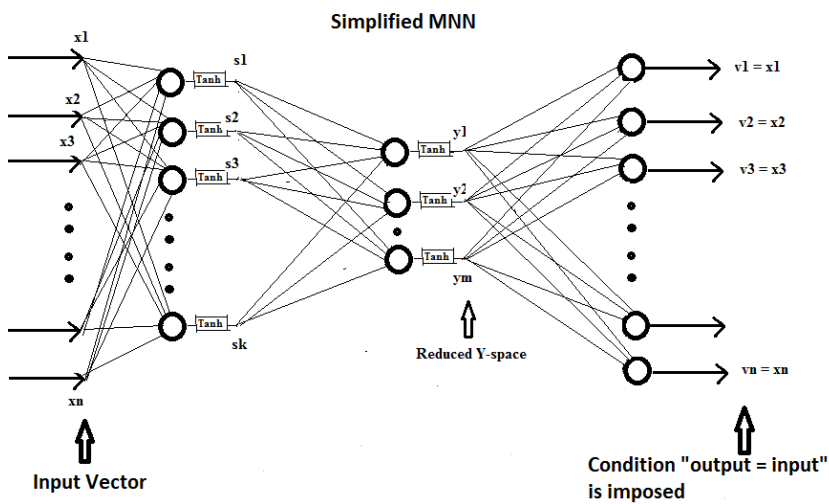 Simplified MNN
x1
x2
x3
xn
Tanh
Tanh
Tanh
Tanh
s1
s2
s3
sk
Tanh
Tanh
Tanh
y1
y2
ym
Reduced Y-space
v1 = x1
v2 = x2
v3 = x3
vn = xn
Input Vector
Condition "output = input"
is imposed